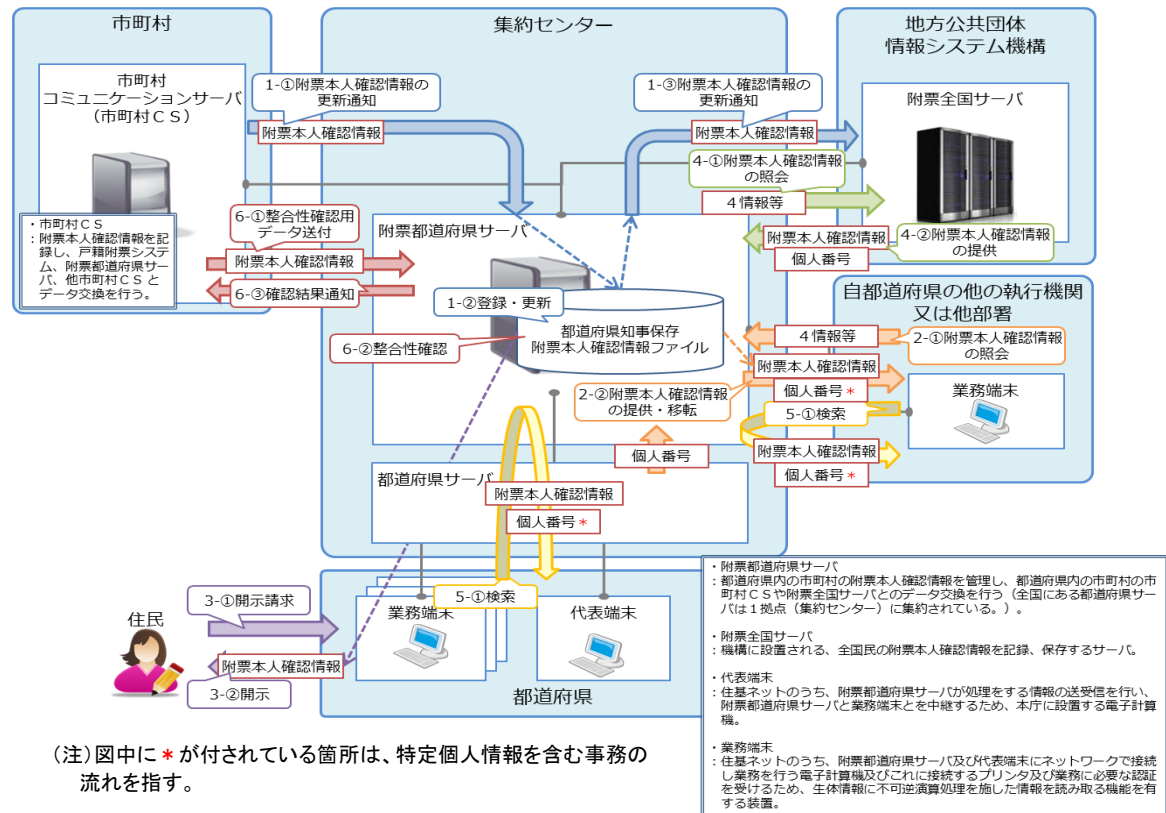 市町村
集約センター
地方公共団体
情報システム機構
市町村
コミュニケーションサーバ
(市町村CS)
1-①附票本人確認情報の
更新通知
附票本人確認情報
1-③附票本人確認情報の
更新通知
附票本人確認情報
附票全国サーバ
4-①附票本人確認情報
の照会
4情報等
附票本人確認情報
個人番号
4-②附票本人確認情報
の提供
・市町村CS
:附票本人確認情報を記
録し、戸籍附票システ
ム、附票都道府県サー
バ、他市町村CSと
データ交換を行う。
6-①整合性確認用
データ送付
附票本人確認情報
6-③確認結果通知
附票都道府県サーバ
1-②登録・更新
都道府県知事保存
附票本人確認情報ファイル
6-②整合性確認
自都道府県の他の執行機関
又は他部署
4情報等
2-①附票本人確認情報
の照会
附票本人確認情報
個人番号*
2-②附票本人確認情報
の提供・移転
業務端末
5-①検索
附票本人確認情報
個人番号*
個人番号
都道府県サーバ
附票本人確認情報
個人番号*
5-①検索
業務端末
代表端末
都道府県
住民
3-①開示請求
附票本人確認情報
3-②開示
・附票都道府県サーバ
:都道府県内の市町村の附票本人確認情報を管理し、都道府県内の市町村の市
町村CSや附票全国サーバとのデータ交換を行う(全国にある都道府県サー
バは1拠点(集約センター)に集約されている。)。
・附票全国サーバ
:機構に設置される、全国民の附票本人確認情報を記録、保存するサーバ。
・代表端末
:住基ネットのうち、附票都道府県サーバが処理をする情報の送受信を行い、
附票都道府県サーバと業務端末とを中継するため、本庁に設置する電子計算
機。
・業務端末
:住基ネットのうち、附票都道府県サーバ及び代表端末にネットワークで接続
し業務を行う電子計算機及びこれに接続するプリンタ及び業務に必要な認証
を受けるため、生体情報に不可逆演算処理を施した情報を読み取る機能を有
する装置。
(注)図中に*が付されている箇所は、特定個人情報を含む事務の
流れを指す。